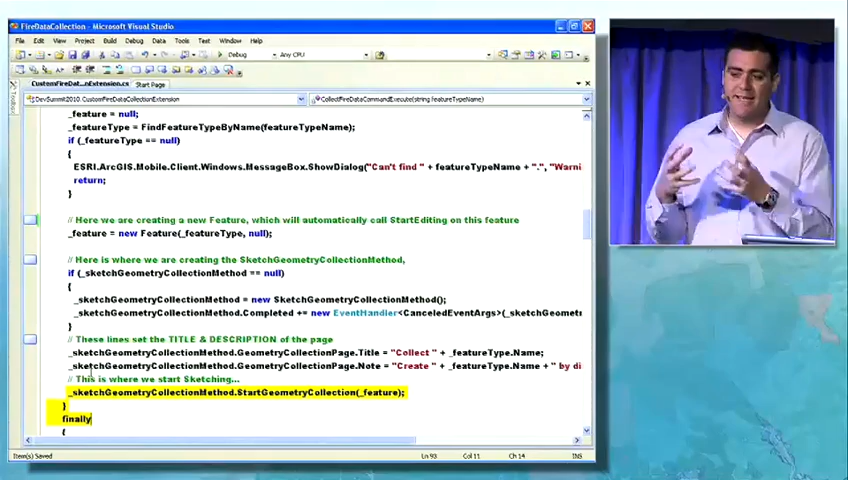 FireDataCollection - Microsoft Visual Studio
File Edit View Project Build Debug Data Tools Test Window Help
Debug Any CPU
CustomFireDat...nExtension.cs Start Page
DevSummit2010.CustomFireDataCollectionExtension CollectFireDataCommandExecute(string featureTypeName)
Toolbox
_feature = null;
_featureType = FindFeatureTypeByName(featureTypeName);
if (_featureType == null)
{
ESRI.ArcGIS.Mobile.Client.Windows.MessageBox.ShowDialog("Can't find " + featureTypeName + ".", "Warni
return;
}
// Here we are creating a new Feature, which will automatically call StartEditing on this feature
_feature = new Feature(_featureType, null);
// Here is where we are creating the SketchGeometryCollectionMethod,
if (_sketchGeometryCollectionMethod == null)
{
_sketchGeometryCollectionMethod = new SketchGeometryCollectionMethod();
_sketchGeometryCollectionMethod.Completed += new EventHandler<CanceledEventArgs>(_sketchGeom
}
// These lines set the TITLE & DESCRIPTION of the page
_sketchGeometryCollectionMethod.GeometryCollectionPage.Title = "Collect " + _featureType.Name;
_sketchGeometryCollectionMethod.GeometryCollectionPage.Note = "Create " + _featureType.Name + " by di
// This is where we start Sketching...
_sketchGeometryCollectionMethod.StartGeometryCollection(_feature);
}
finally
{
Item(s) Saved Ln 93 Col 11 Ch 14 INS